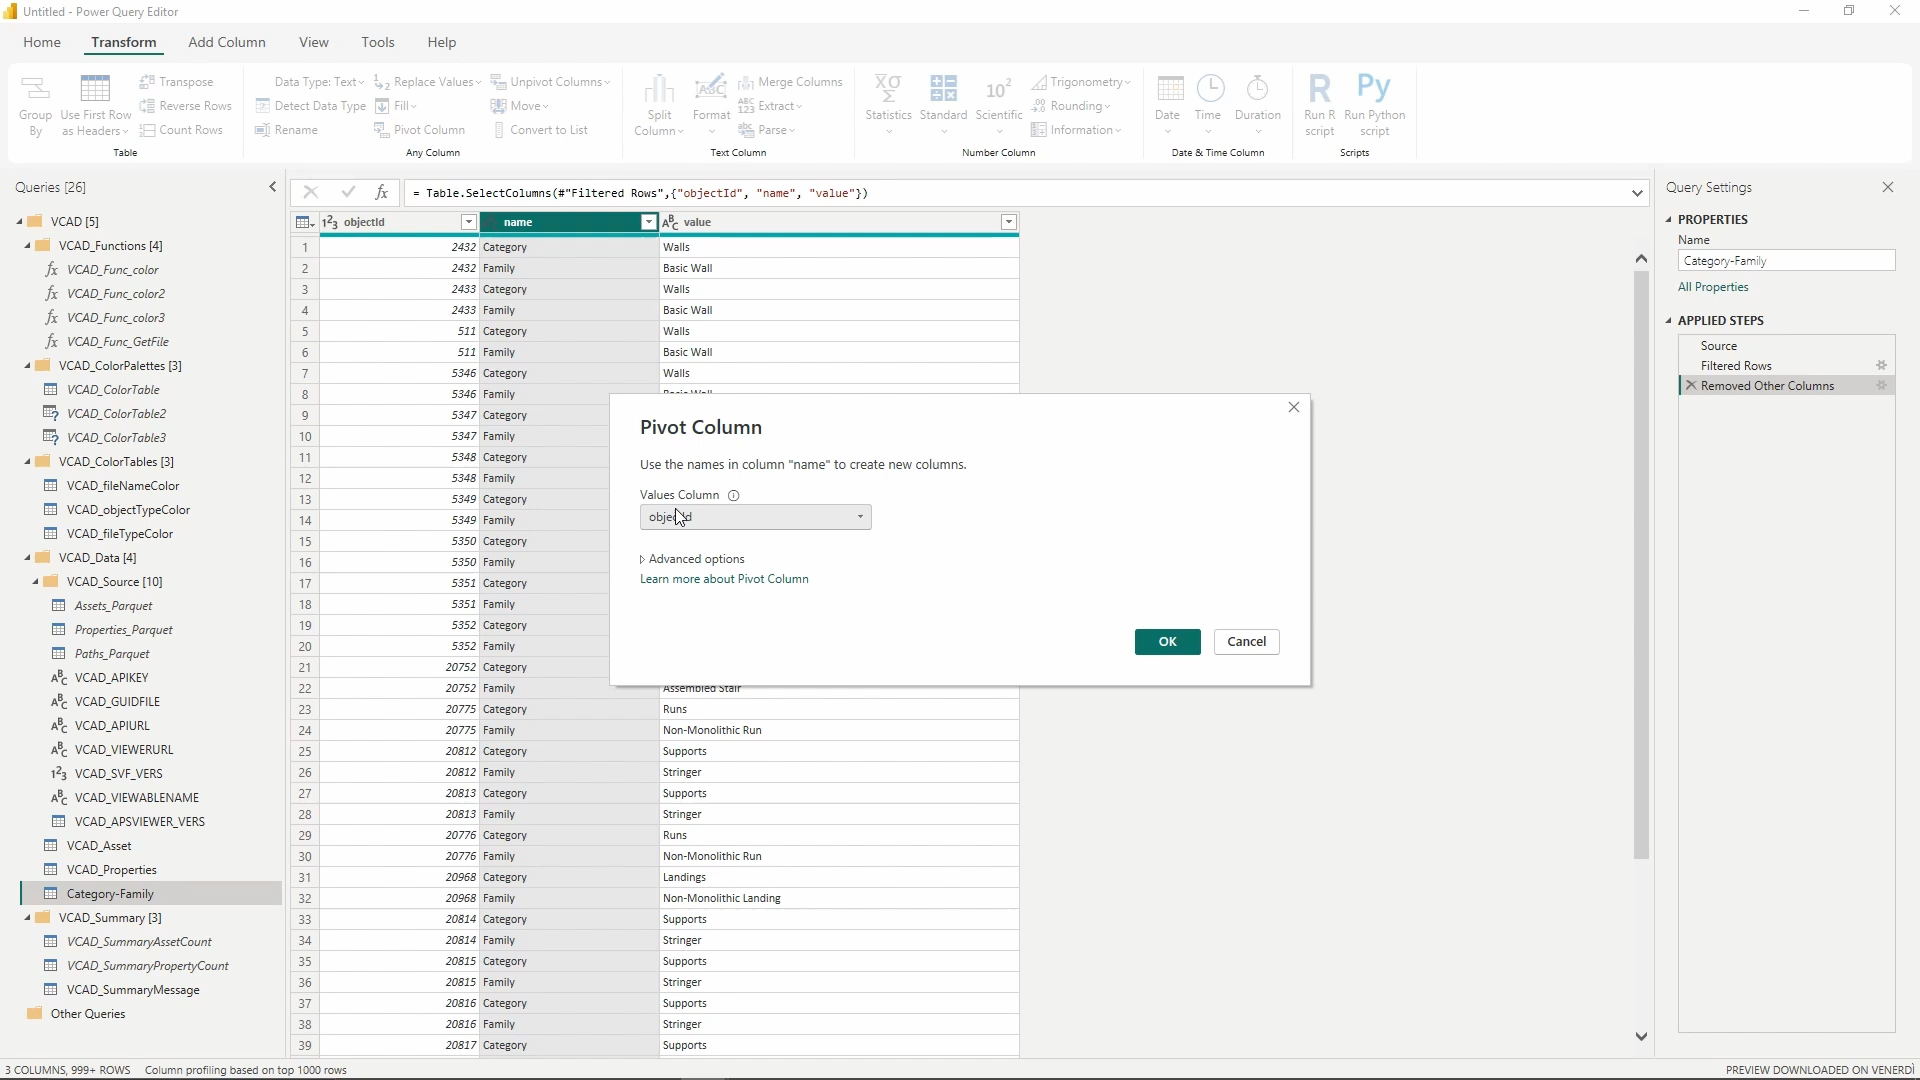 Untitled - Power Query Editor
Home
Transform
Add Column
View
Tools
Help
Group By
Use First Row as Headers
Transpose
Reverse Rows
Count Rows
Table
Data Type: Text
Detect Data Type
Rename
Replace Values
Fill
Pivot Column
Unpivot Columns
Move
Convert to List
Any Column
Split Column
Format
Merge Columns
Extract
Parse
Text Column
Statistics
Standard
Scientific
Trigonometry
Rounding
Information
Number Column
Date
Time
Duration
Date & Time Column
Run R script
Run Python script
Scripts
Queries [26]
VCAD [5]
VCAD_Functions [4]
VCAD_Func_color
VCAD_Func_color2
VCAD_Func_color3
VCAD_Func_GetFile
VCAD_ColorPalettes [3]
VCAD_ColorTable
VCAD_ColorTable2
VCAD_ColorTable3
VCAD_ColorTables [3]
VCAD_fileNameColor
VCAD_objectTypeColor
VCAD_fileTypeColor
VCAD_Data [4]
VCAD_Source [10]
Assets_Parquet
Properties_Parquet
Paths_Parquet
VCAD_APIKEY
VCAD_GUIDFILE
VCAD_APIURL
VCAD_VIEWERURL
VCAD_SVF_VERS
VCAD_VIEWABLENAME
VCAD_APSVIEWER_VERS
VCAD_Asset
VCAD_Properties
Category-Family
VCAD_Summary [3]
VCAD_SummaryAssetCount
VCAD_SummaryPropertyCount
VCAD_SummaryMessage
Other Queries
= Table.SelectColumns(#"Filtered Rows",{"objectId", "name", "value"})
objectId name value
1 2432 Category Walls
2 2432 Family Basic Wall
3 2433 Category Walls
4 2433 Family Basic Wall
5 511 Category Walls
6 511 Family Basic Wall
7 5346 Category Walls
8 5346 Family
9 5347 Category
10 5347 Family
11 5348 Category
12 5348 Family
13 5349 Category
14 5349 Family
15 5350 Category
16 5350 Family
17 5351 Category
18 5351 Family
19 5352 Category
20 5352 Family
21 20752 Category
22 20752 Family Assembled Stair
23 20775 Category Runs
24 20775 Family Non-Monolithic Run
25 20812 Category Supports
26 20812 Family Stringer
27 20813 Category Supports
28 20813 Family Stringer
29 20776 Category Runs
30 20776 Family Non-Monolithic Run
31 20968 Category Landings
32 20968 Family Non-Monolithic Landing
33 20814 Category Supports
34 20814 Family Stringer
35 20815 Category Supports
36 20815 Family Stringer
37 20816 Category Supports
38 20816 Family Stringer
39 20817 Category Supports
Pivot Column
Use the names in column "name" to create new columns.
Values Column
objectId
Advanced options
Learn more about Pivot Column
OK
Cancel
Query Settings
PROPERTIES
Name
Category-Family
All Properties
APPLIED STEPS
Source
Filtered Rows
Removed Other Columns
3 COLUMNS, 999+ ROWS
Column profiling based on top 1000 rows
PREVIEW DOWNLOADED ON VENERDÌ